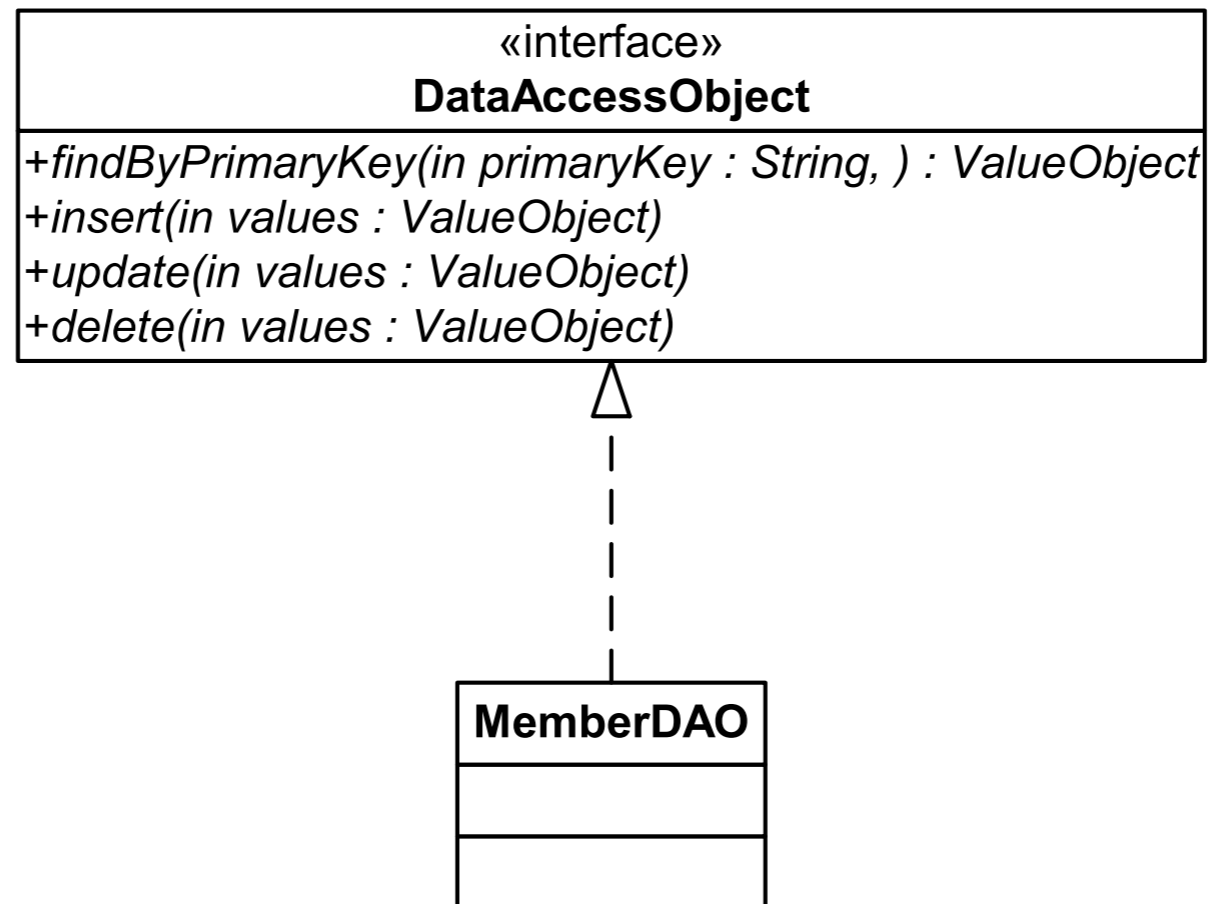 «interface»
DataAccessObject
+findByPrimaryKey(in primaryKey : String, ) : ValueObject
+insert(in values : ValueObject)
+update(in values : ValueObject)
+delete(in values : ValueObject)
MemberDAO